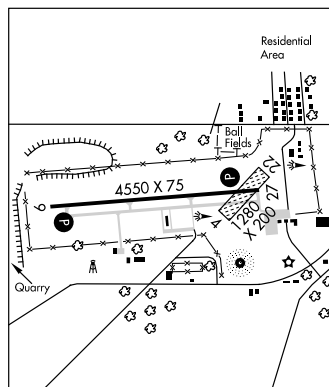 Residential
Area
Ball
Fields
4550 X 75
P
22
9
P
4
1280
X 200
27
Quarry